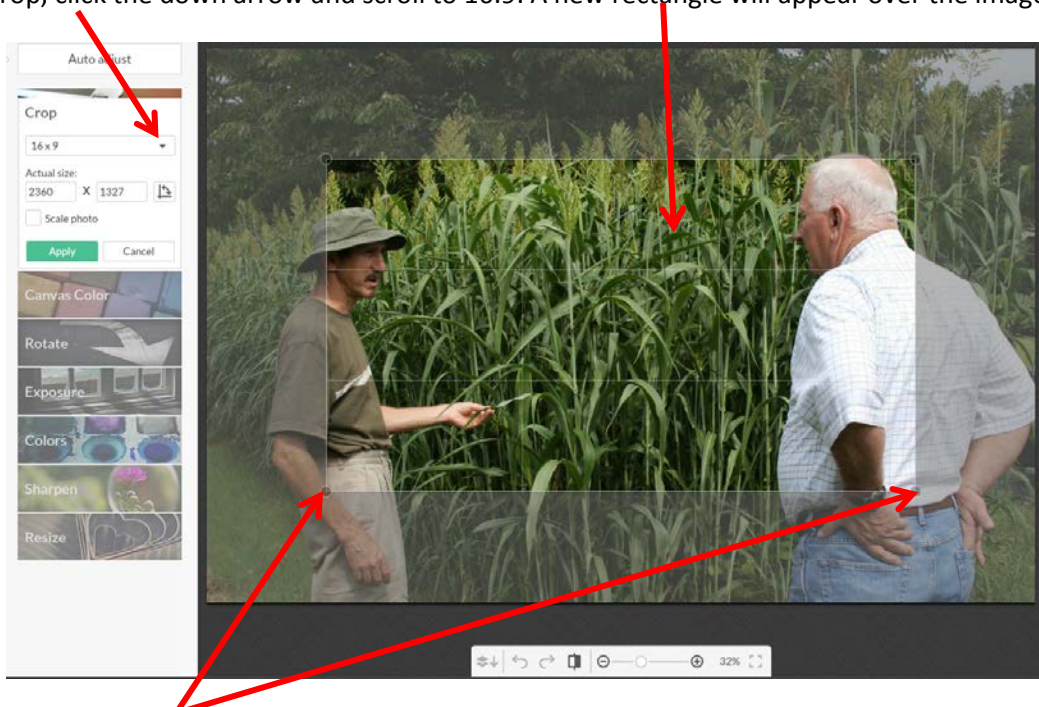 rop, click the down arrow and scroll to 16:9. A new rectangle will appear over the image
Auto adjust
Crop
16 x 9
Actual size:
2360 X 1327
Scale photo
Apply Cancel
Canvas Color
Rotate
Exposure
Colors
Sharpen
Resize
32%